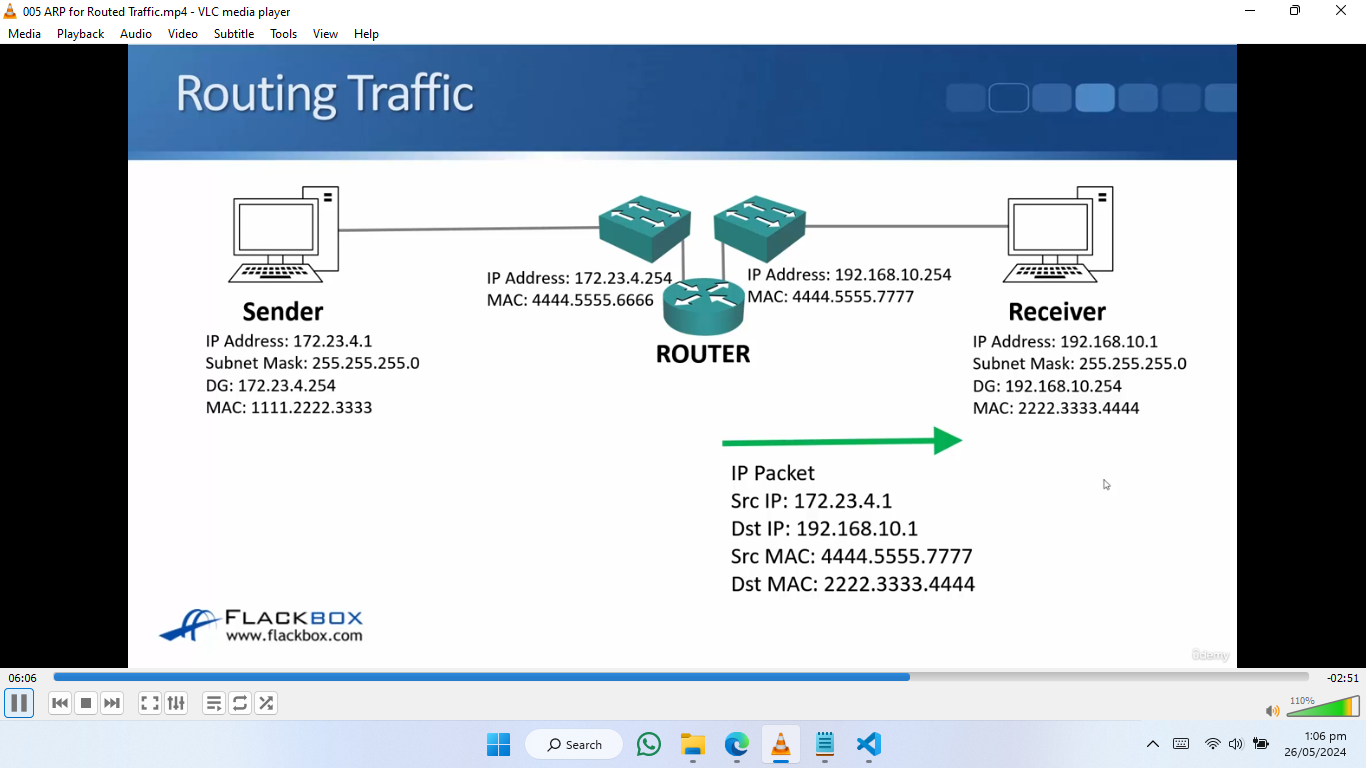 005 ARP for Routed Traffic.mp4 - VLC media player
Media Playback Audio Video Subtitle Tools View Help
Routing Traffic
IP Address: 172.23.4.254
MAC: 4444.5555.6666
IP Address: 192.168.10.254
MAC: 4444.5555.7777
Sender
IP Address: 172.23.4.1
Subnet Mask: 255.255.255.0
DG: 172.23.4.254
MAC: 1111.2222.3333
ROUTER
Receiver
IP Address: 192.168.10.1
Subnet Mask: 255.255.255.0
DG: 192.168.10.254
MAC: 2222.3333.4444
IP Packet
Src IP: 172.23.4.1
Dst IP: 192.168.10.1
Src MAC: 4444.5555.7777
Dst MAC: 2222.3333.4444
FLACKBOX
www.flackbox.com
ûdemy
06:06
-02:51
110%
Search
1:06 pm
26/05/2024